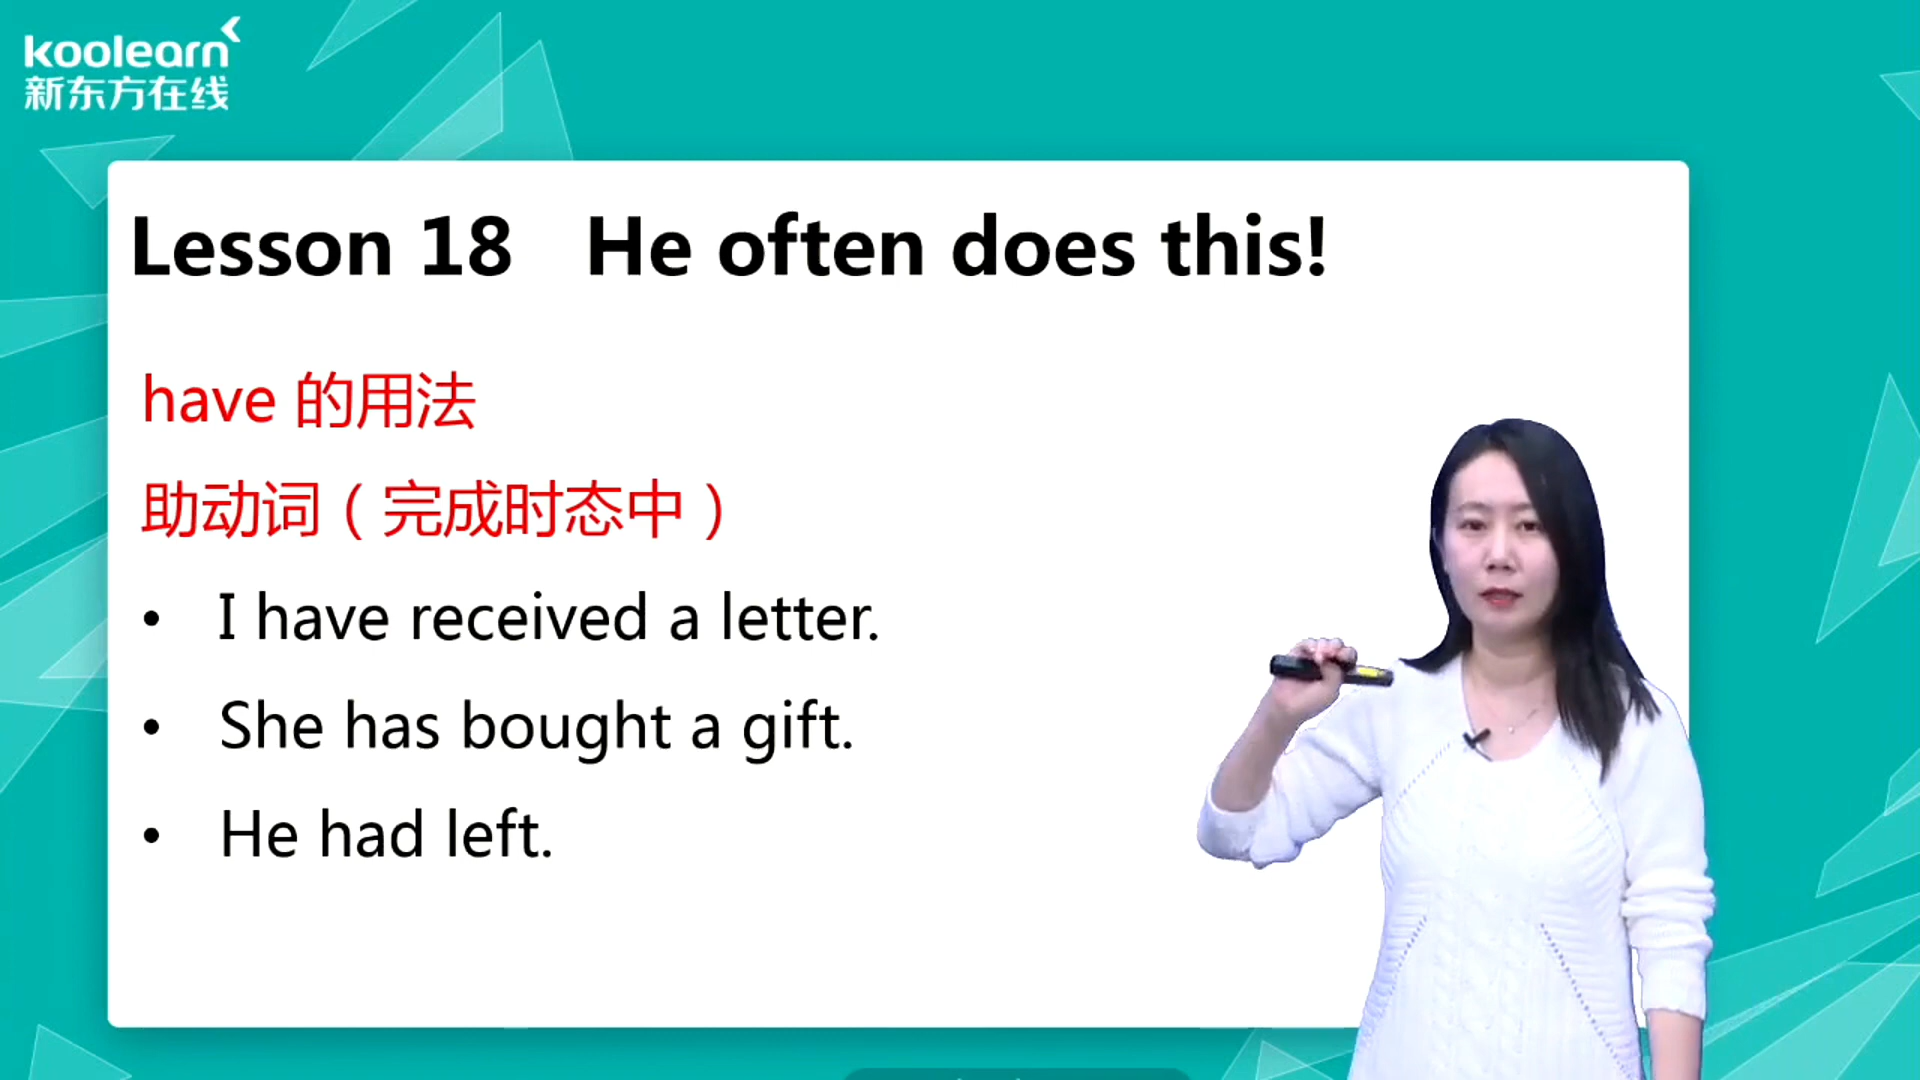 koolearn
新东方在线
Lesson 18 He often does this!
have 的用法
助动词（完成时态中）
• I have received a letter.
• She has bought a gift.
• He had left.